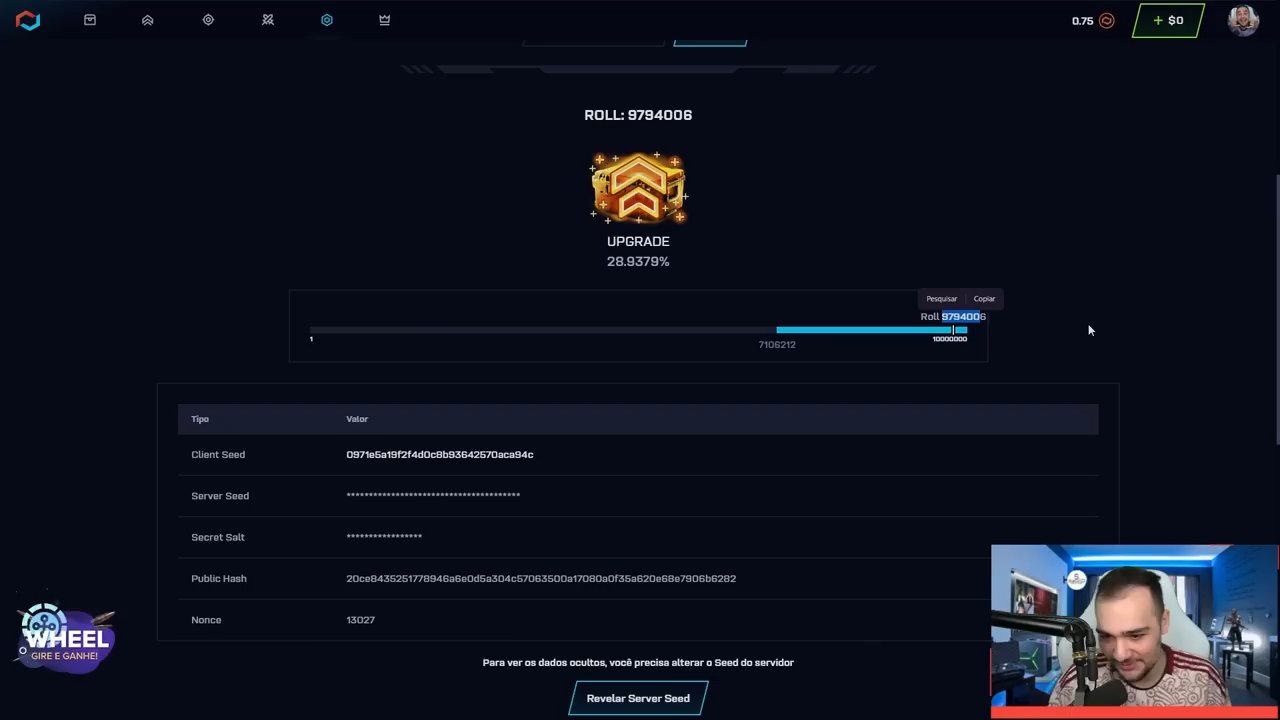 0.75
+ $0
ROLL: 9794006
UPGRADE
28.9379%
Pesquisar | Copiar
Roll 9794006
1
10000000
7106212
Tipo Valor
Client Seed 0971e5a19f2f4d0c8b93642570aca94c
Server Seed ***************************************
Secret Salt *****************
Public Hash 20ce8435251778946a6e0d5a304c57063500a17080a0f35a620e68e7906b6282
Nonce 13027
WHEEL
GIRE E GANHE!
Para ver os dados ocultos, você precisa alterar o Seed do servidor
Revelar Server Seed